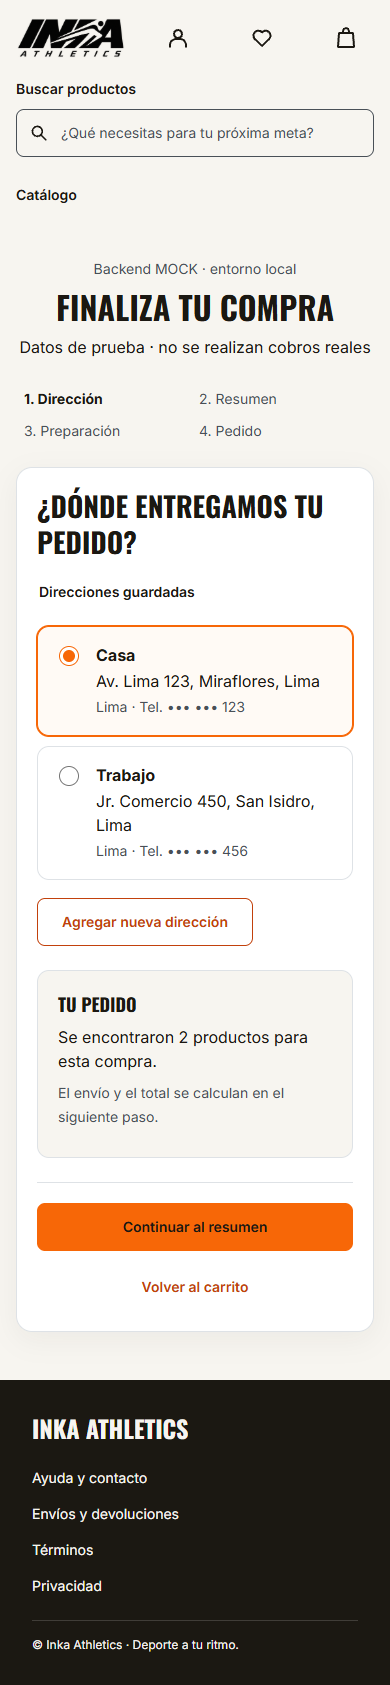 INKA
ATHLETICS
Buscar productos
¿Qué necesitas para tu próxima meta?
Catálogo
Backend MOCK · entorno local
FINALIZA TU COMPRA
Datos de prueba · no se realizan cobros reales
1. Dirección
2. Resumen
3. Preparación
4. Pedido
¿DÓNDE ENTREGAMOS TU
PEDIDO?
Direcciones guardadas
Casa
Av. Lima 123, Miraflores, Lima
Lima · Tel. ••• ••• 123
Trabajo
Jr. Comercio 450, San Isidro,
Lima
Lima · Tel. ••• ••• 456
Agregar nueva dirección
TU PEDIDO
Se encontraron 2 productos para
esta compra.
El envío y el total se calculan en el
siguiente paso.
Continuar al resumen
Volver al carrito
INKA ATHLETICS
Ayuda y contacto
Envíos y devoluciones
Términos
Privacidad
© Inka Athletics · Deporte a tu ritmo.